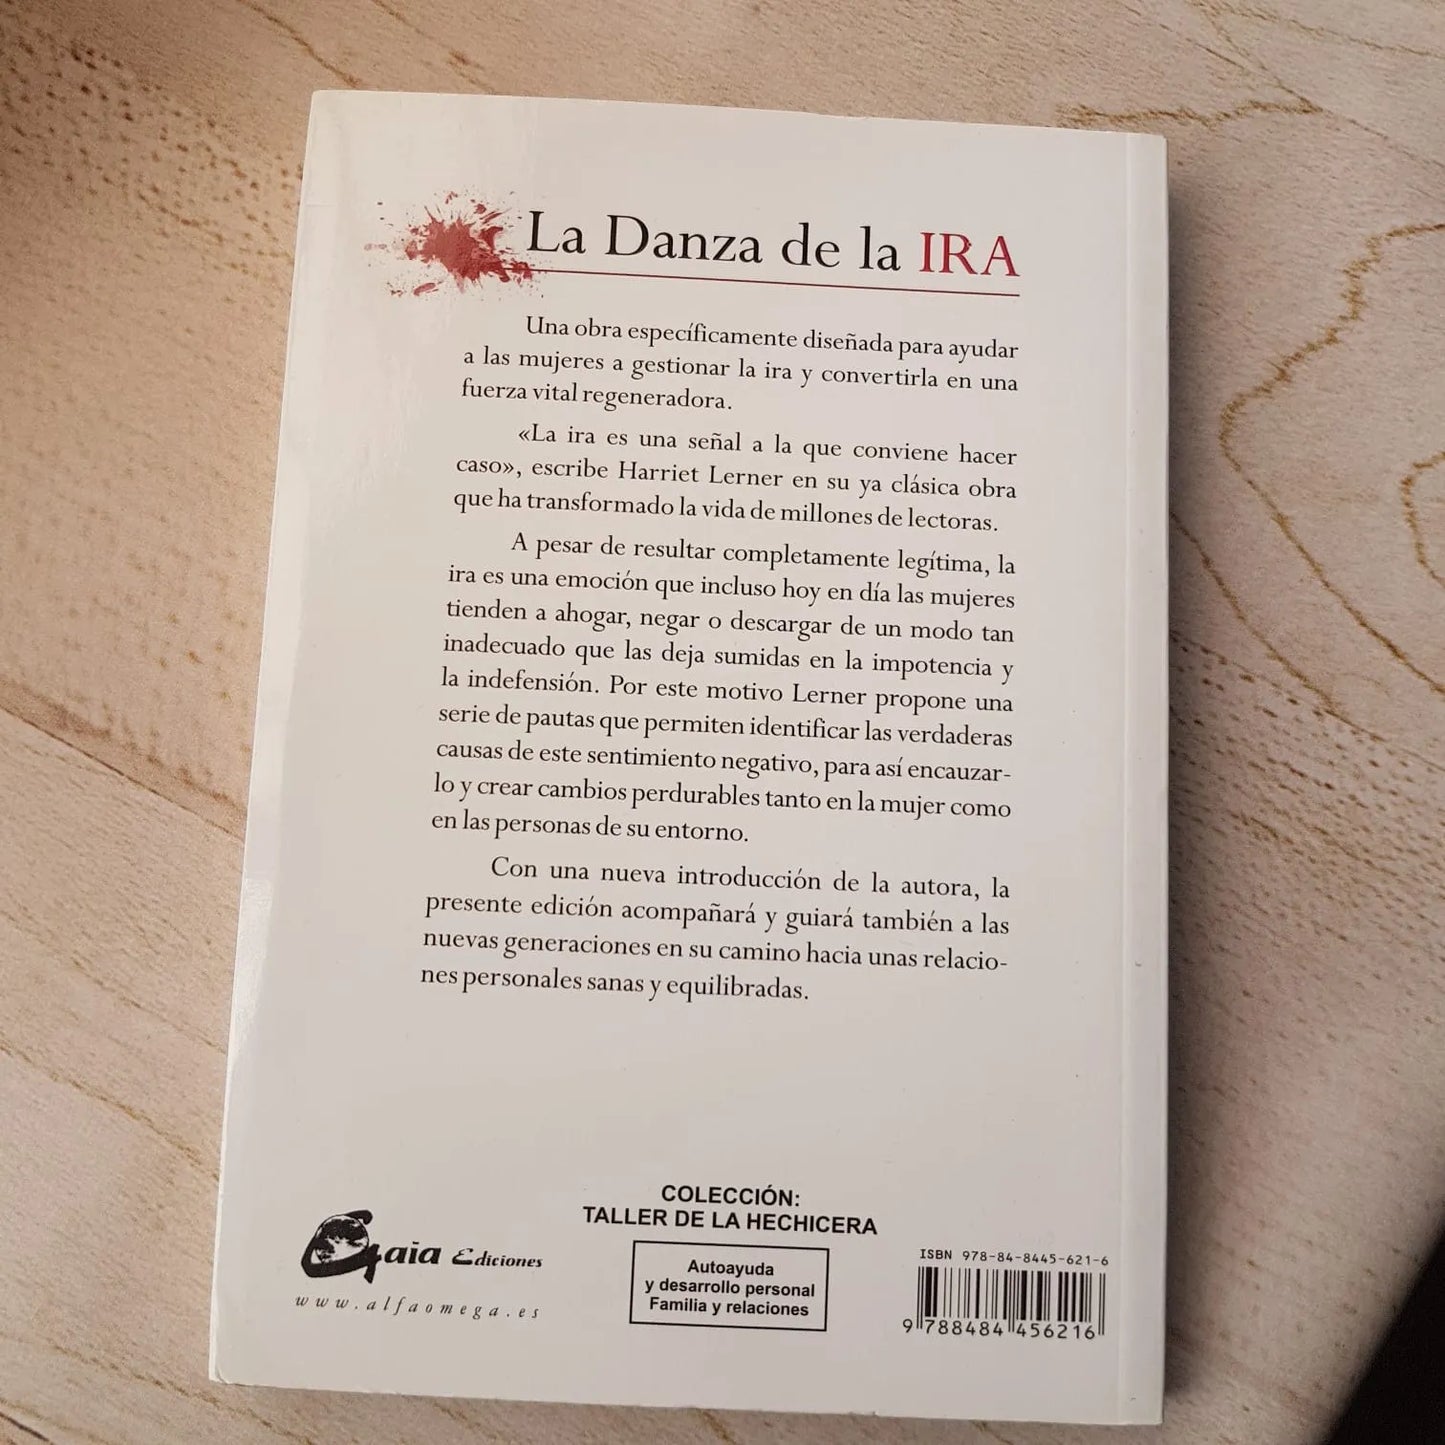 La Danza de la IRA
Una obra específicamente diseñada para ayudar
a las mujeres a gestionar la ira y convertirla en una
fuerza vital regeneradora.
«La ira es una señal a la que conviene hacer
caso», escribe Harriet Lerner en su ya clásica obra
que ha transformado la vida de millones de lectoras.
A pesar de resultar completamente legítima, la
ira es una emoción que incluso hoy en día las mujeres
tienden a ahogar, negar o descargar de un modo tan
inadecuado que las deja sumidas en la impotencia y
la indefensión. Por este motivo Lerner propone una
serie de pautas que permiten identificar las verdaderas
causas de este sentimiento negativo, para así encauzar-
lo y crear cambios perdurables tanto en la mujer como
en las personas de su entorno.
Con una nueva introducción de la autora, la
presente edición acompañará y guiará también a las
nuevas generaciones en su camino hacia unas relacio-
nes personales sanas y equilibradas.
COLECCIÓN:
TALLER DE LA HECHICERA
Autoayuda
y desarrollo personal
Familia y relaciones
Gaia Ediciones
www.alfaomega.es
ISBN 978-84-8445-621-6
9 788484 456216